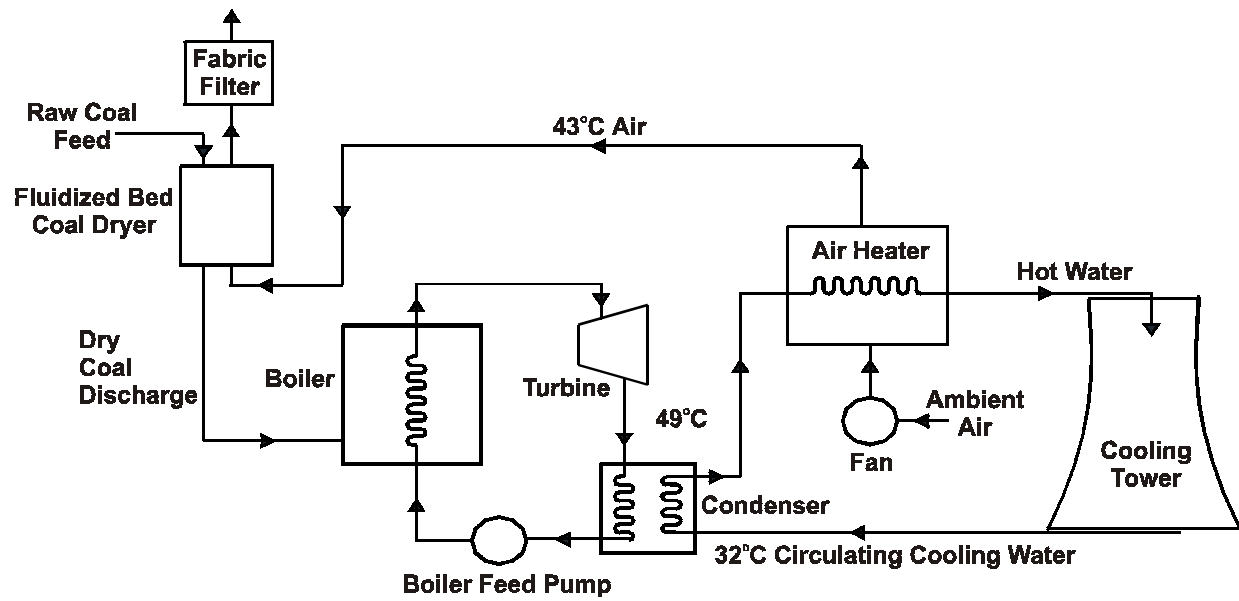 Fabric
Filter
Raw Coal
Feed
43°C Air
Fluidized Bed
Coal Dryer
Air Heater
Hot Water
Dry
Coal
Discharge
Boiler
Turbine
49°C
Ambient
Air
Fan
Cooling
Tower
Condenser
32ⁿC Circulating Cooling Water
Boiler Feed Pump